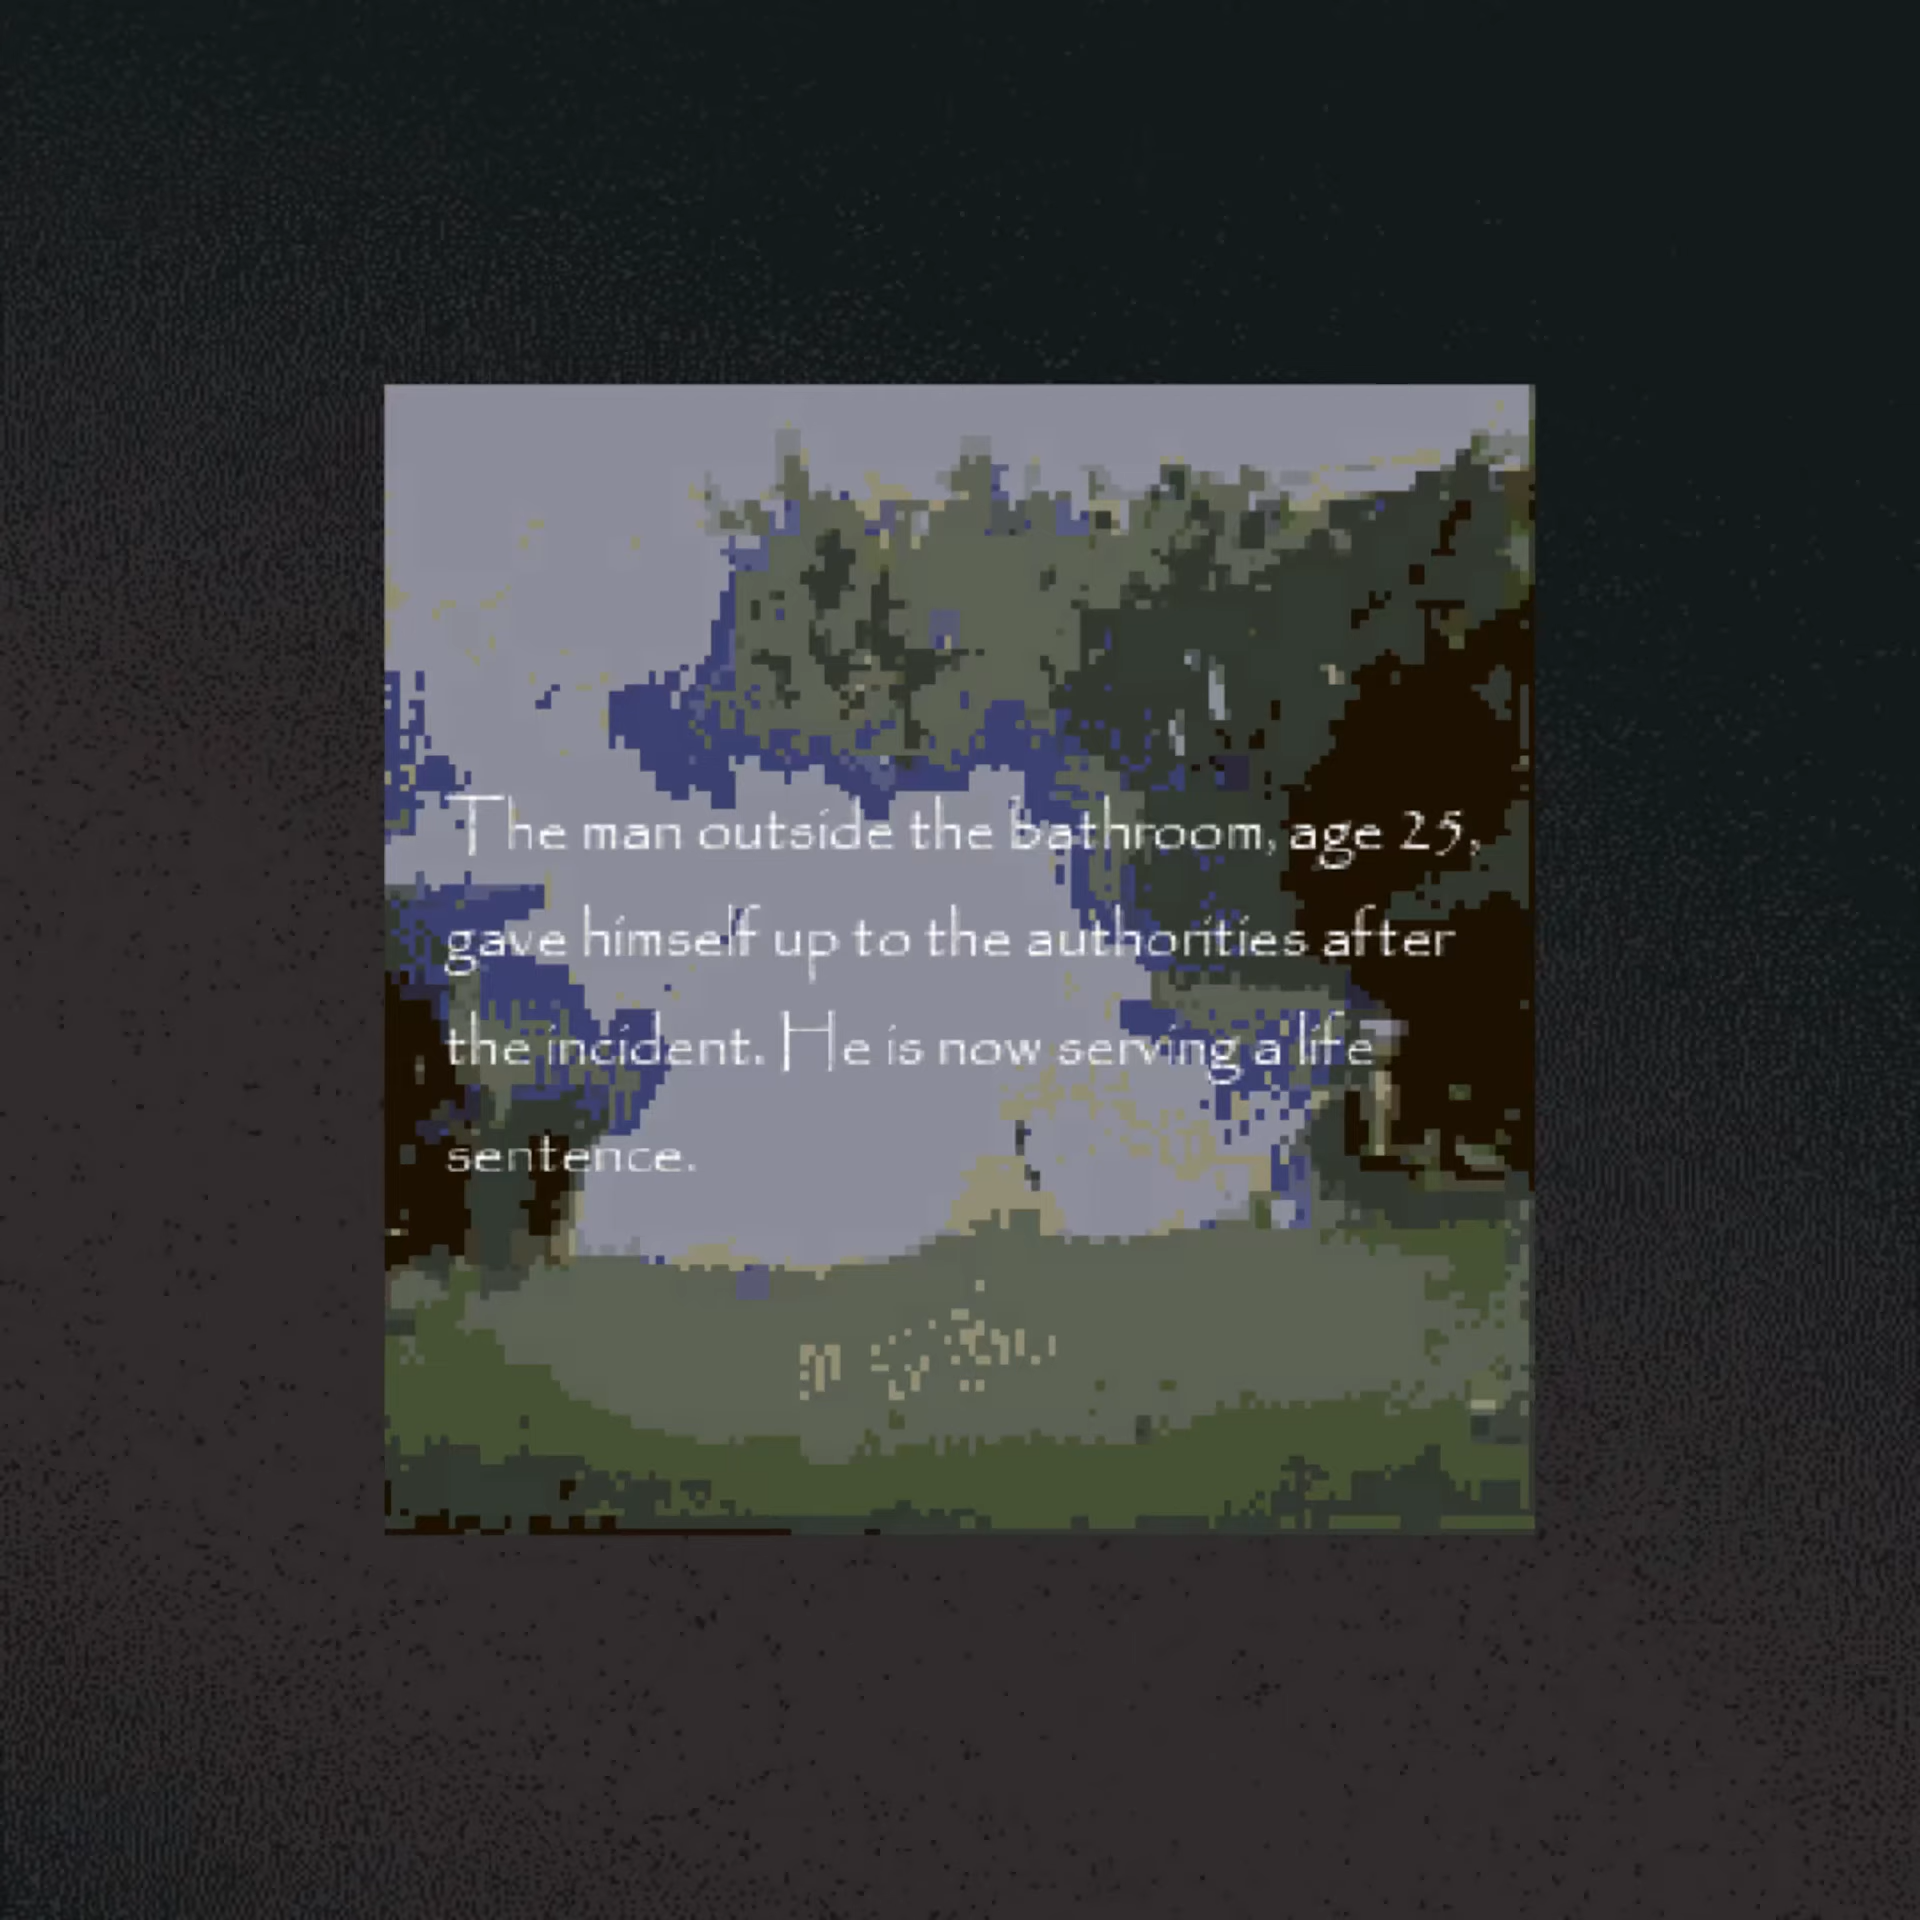 The man outside the bathroom, age 25,
gave himself up to the authorities after
the incident. He is now serving a life
sentence.